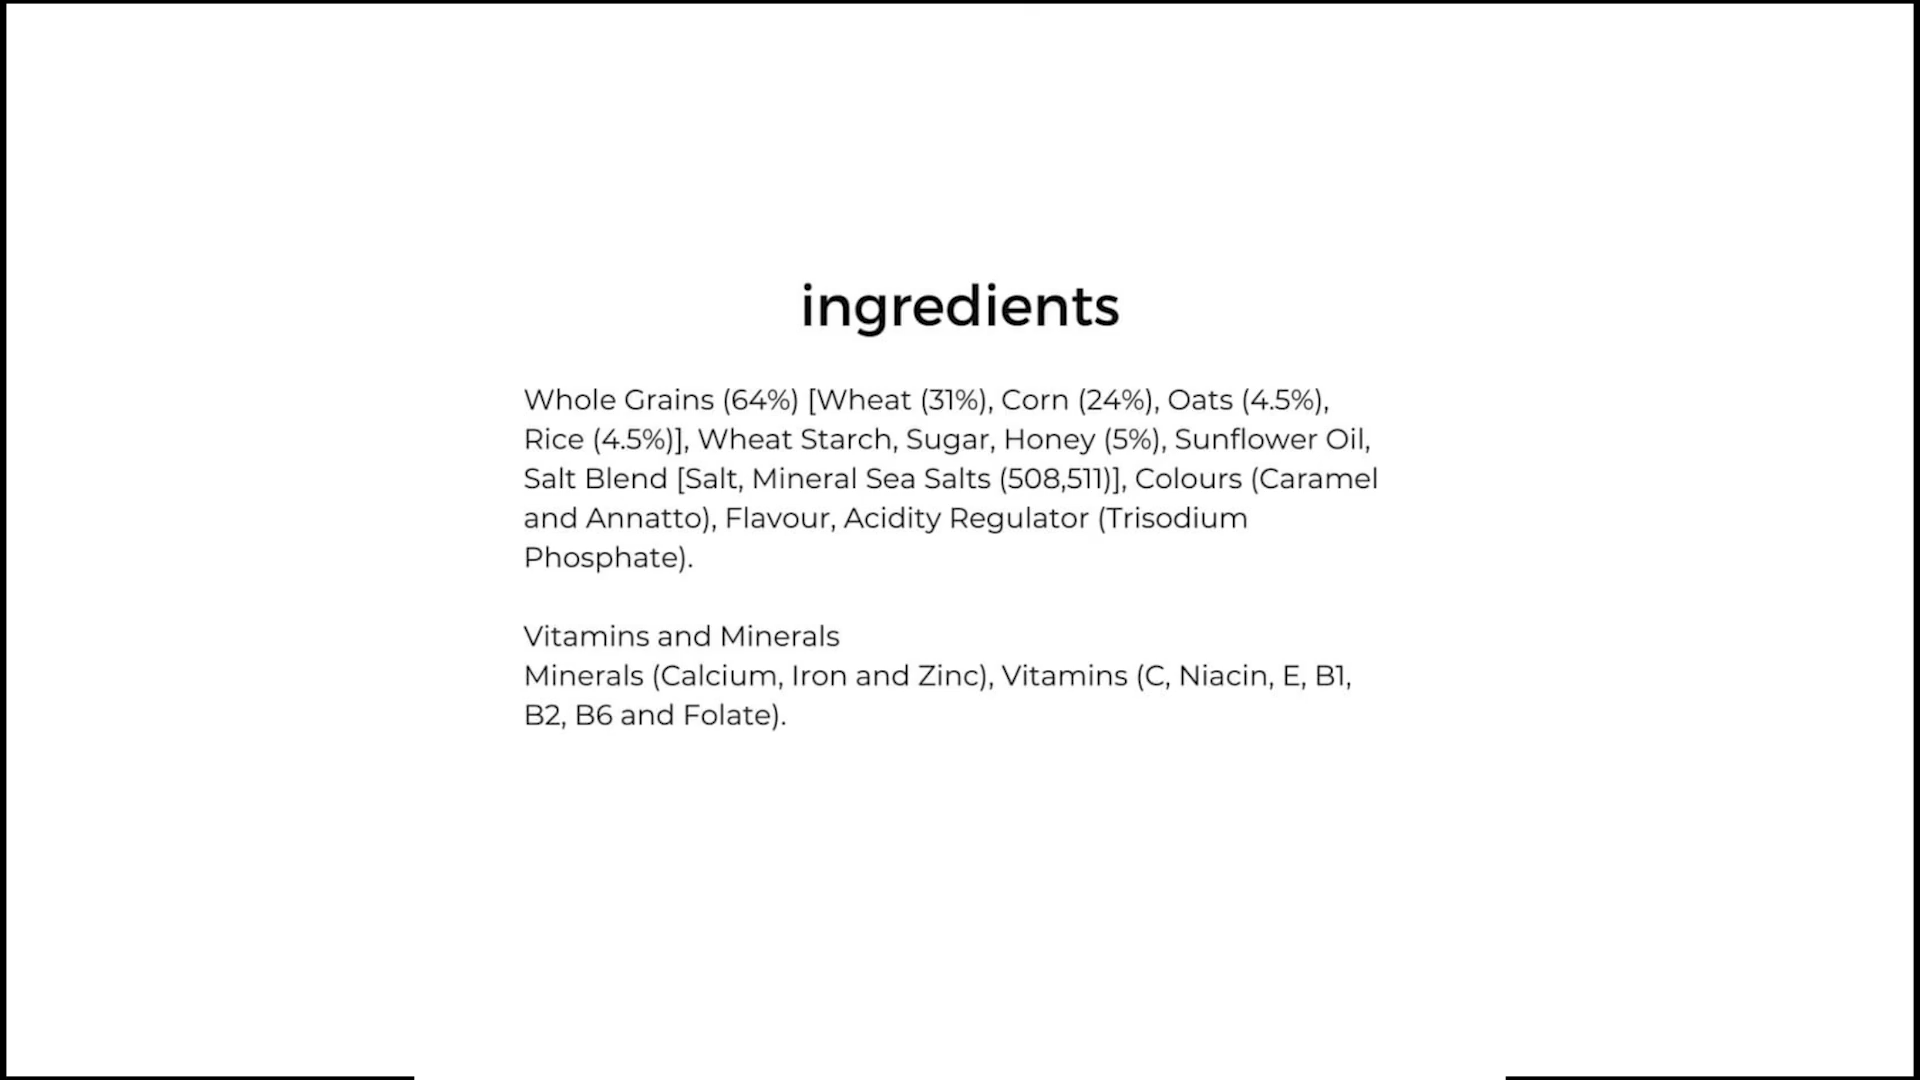 ingredients
Whole Grains (64%) [Wheat (31%), Corn (24%), Oats (4.5%),
Rice (4.5%)], Wheat Starch, Sugar, Honey (5%), Sunflower Oil,
Salt Blend [Salt, Mineral Sea Salts (508,511)], Colours (Caramel
and Annatto), Flavour, Acidity Regulator (Trisodium
Phosphate).
Vitamins and Minerals
Minerals (Calcium, Iron and Zinc), Vitamins (C, Niacin, E, B1,
B2, B6 and Folate).